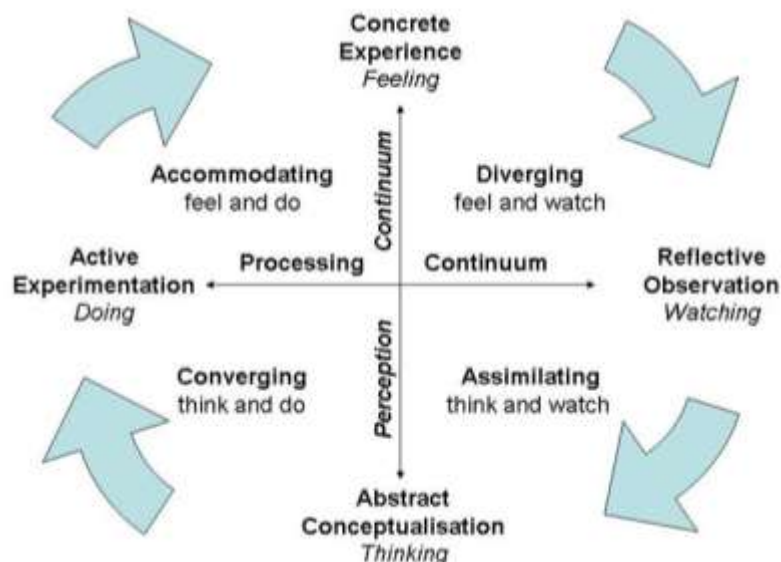 Concrete
Experience
Feeling
Accommodating
feel and do
Continuum
Diverging
feel and watch
Active
Experimentation
Doing
Processing
Continuum
Reflective
Observation
Watching
Converging
think and do
Perception
Assimilating
think and watch
Abstract
Conceptualisation
Thinking